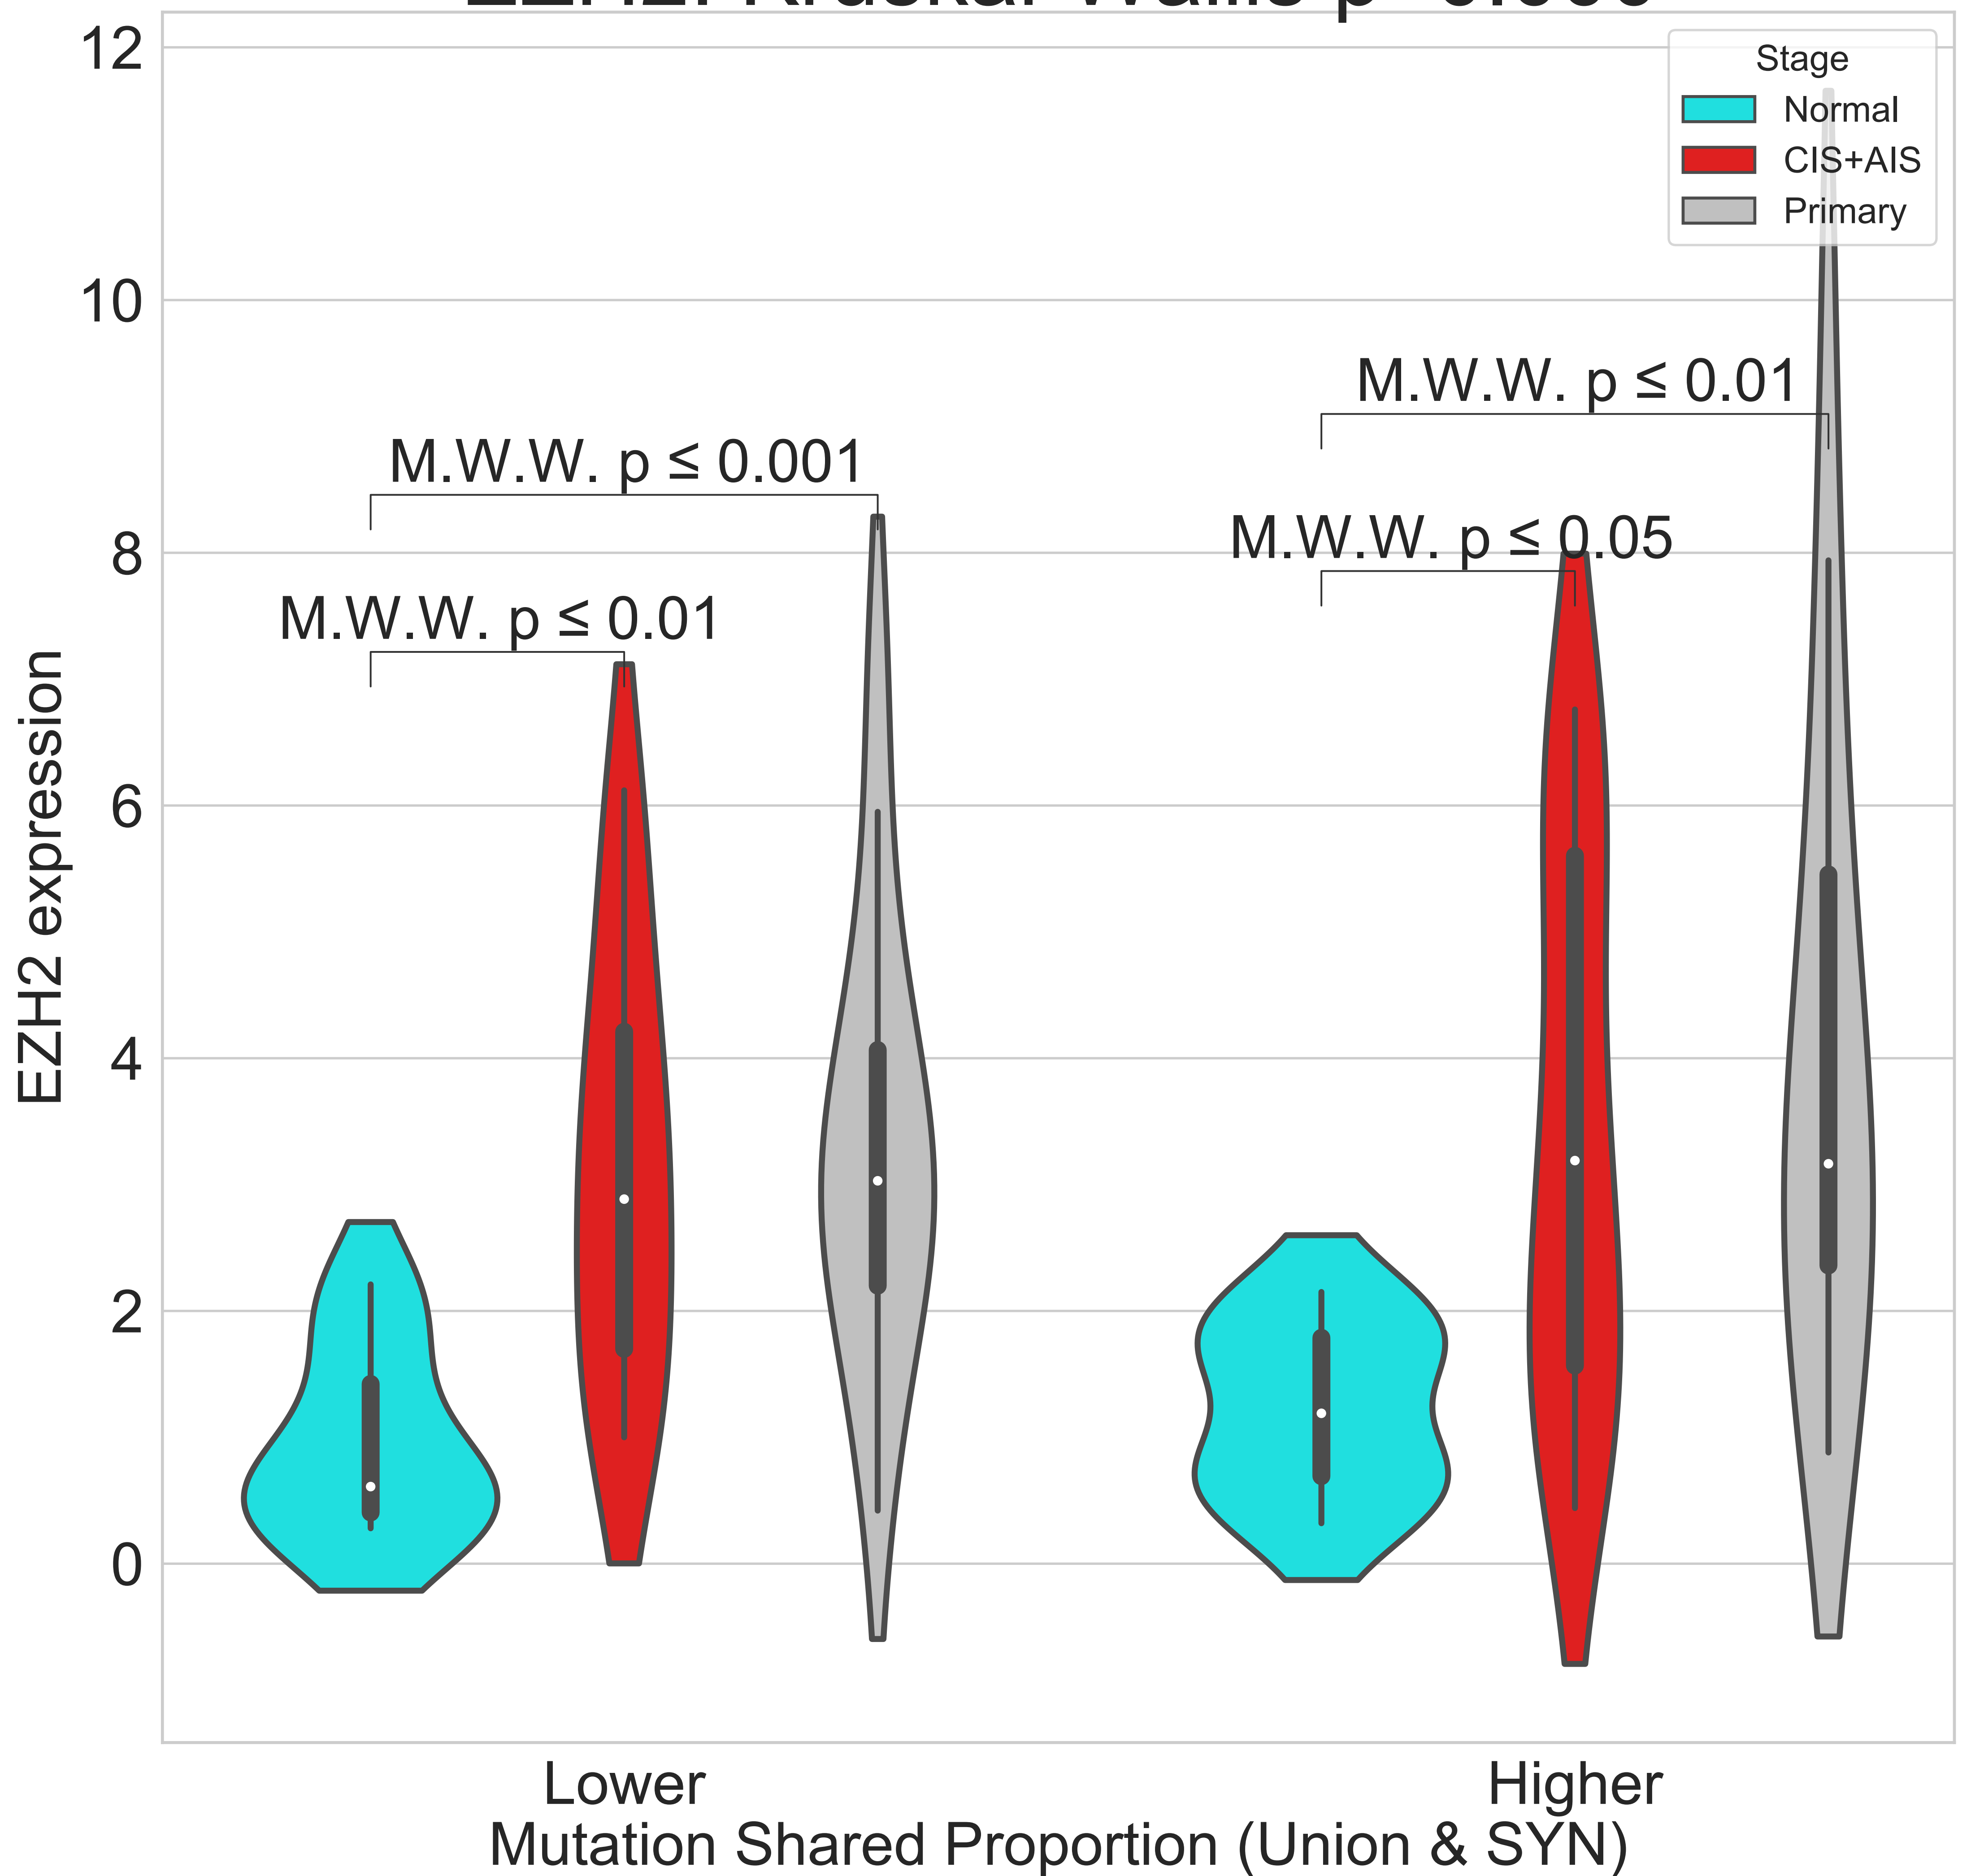 12
10
8
6
4
2
0
EZH2 expression
Stage
Normal
CIS+AIS
Primary
M.W.W. p ≤ 0.01
M.W.W. p ≤ 0.001
M.W.W. p ≤ 0.05
M.W.W. p ≤ 0.01
Lower
Higher
Mutation Shared Proportion (Union & SYN)